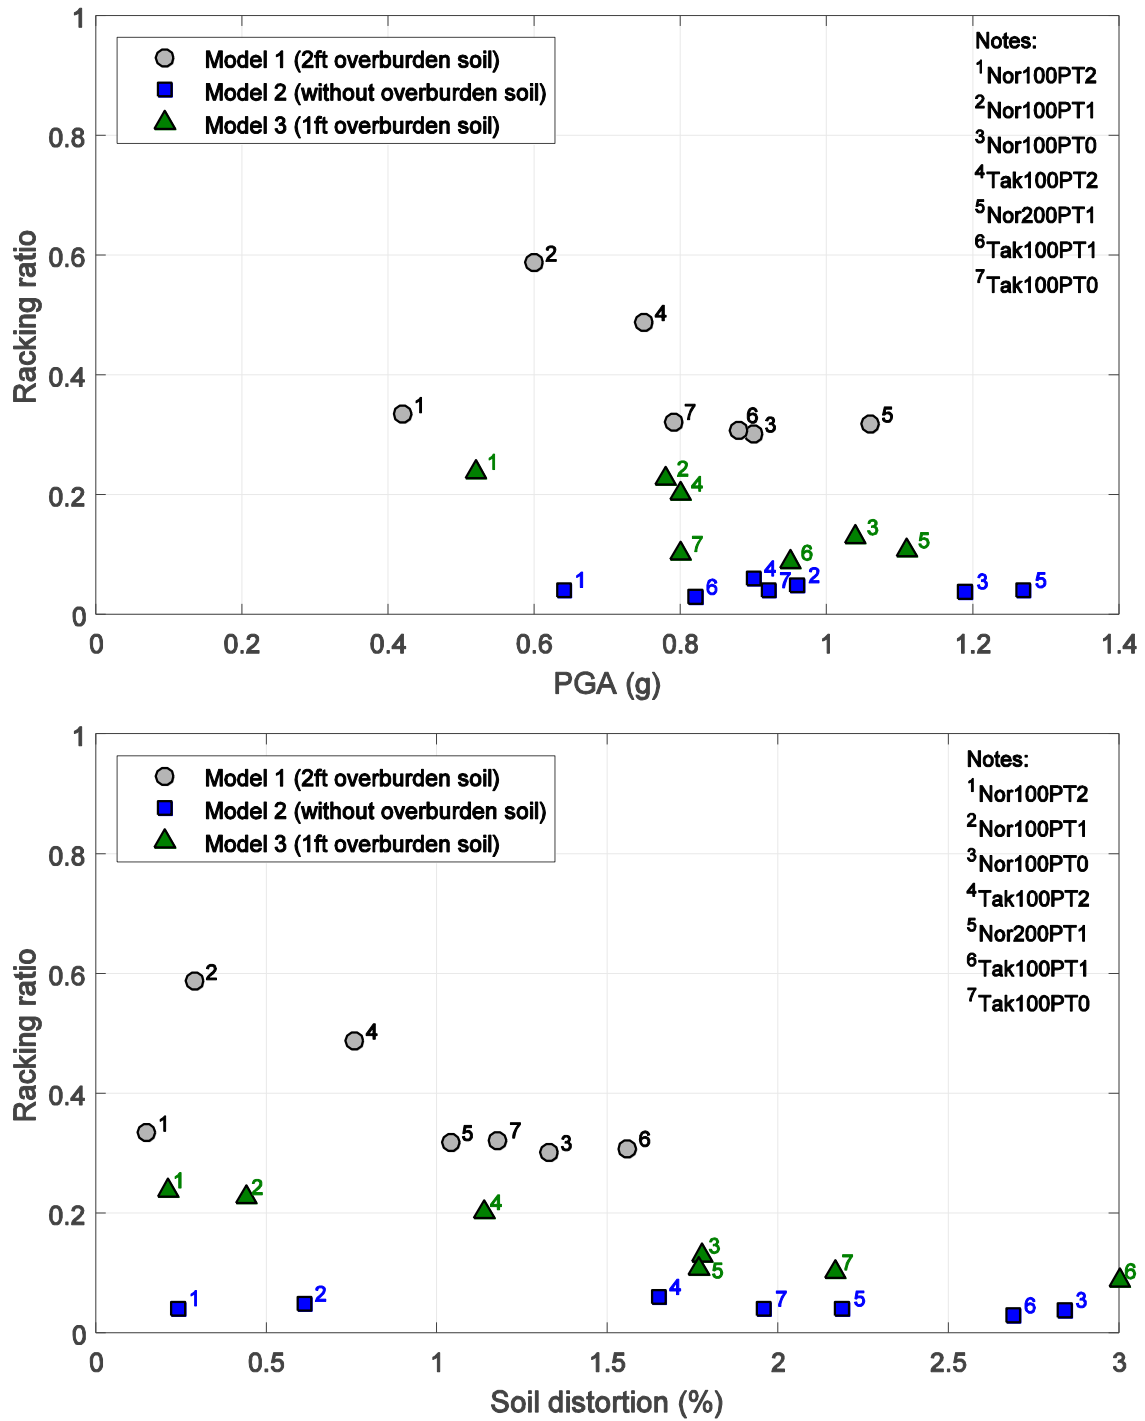 1
Model 1 (2ft overburden soil)
Model 2 (without overburden soil)
Model 3 (1ft overburden soil)
Notes:
1Nor100PT2
2Nor100PT1
3Nor100PT0
4Tak100PT2
5Nor200PT1
6Tak100PT1
7Tak100PT0
0.8
0.6
0.4
0.2
0
Racking ratio
2
4
1
7
6
3
5
1
2
4
7
6
3
5
1
6
4
7
2
3
5
0 0.2 0.4 0.6 0.8 1 1.2 1.4
PGA (g)
1
Model 1 (2ft overburden soil)
Model 2 (without overburden soil)
Model 3 (1ft overburden soil)
Notes:
1Nor100PT2
2Nor100PT1
3Nor100PT0
4Tak100PT2
5Nor200PT1
6Tak100PT1
7Tak100PT0
0.8
0.6
0.4
0.2
0
Racking ratio
2
4
1
5
7
3
6
1
2
4
3
5
7
6
1
2
4
7
5
6
3
0 0.5 1 1.5 2 2.5 3
Soil distortion (%)